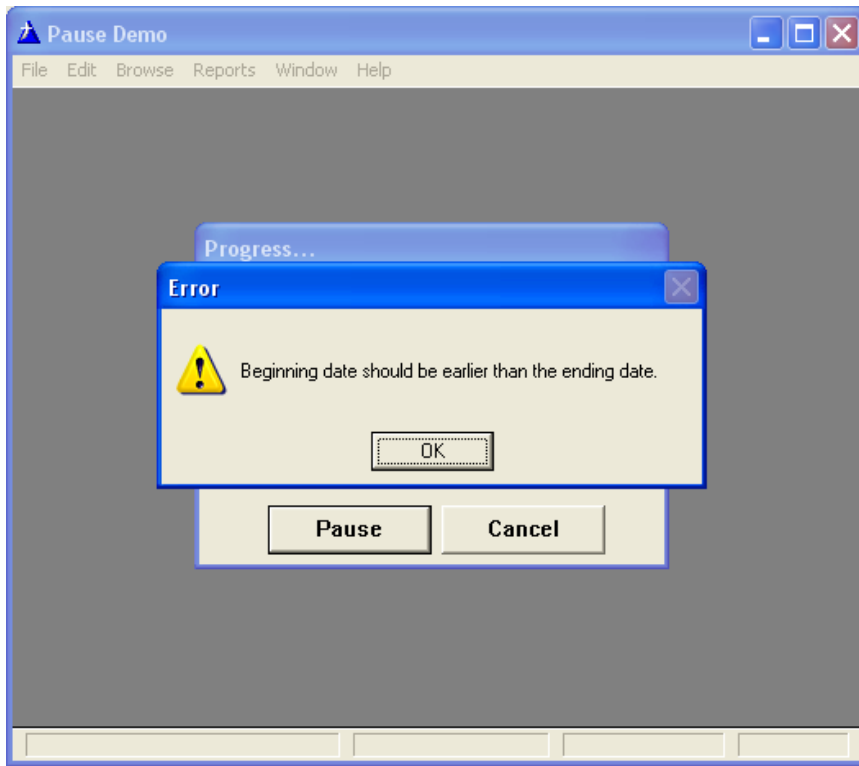 Pause Demo
File Edit Browse Reports Window Help
Progress...
Error
Beginning date should be earlier than the ending date.
OK
Pause Cancel